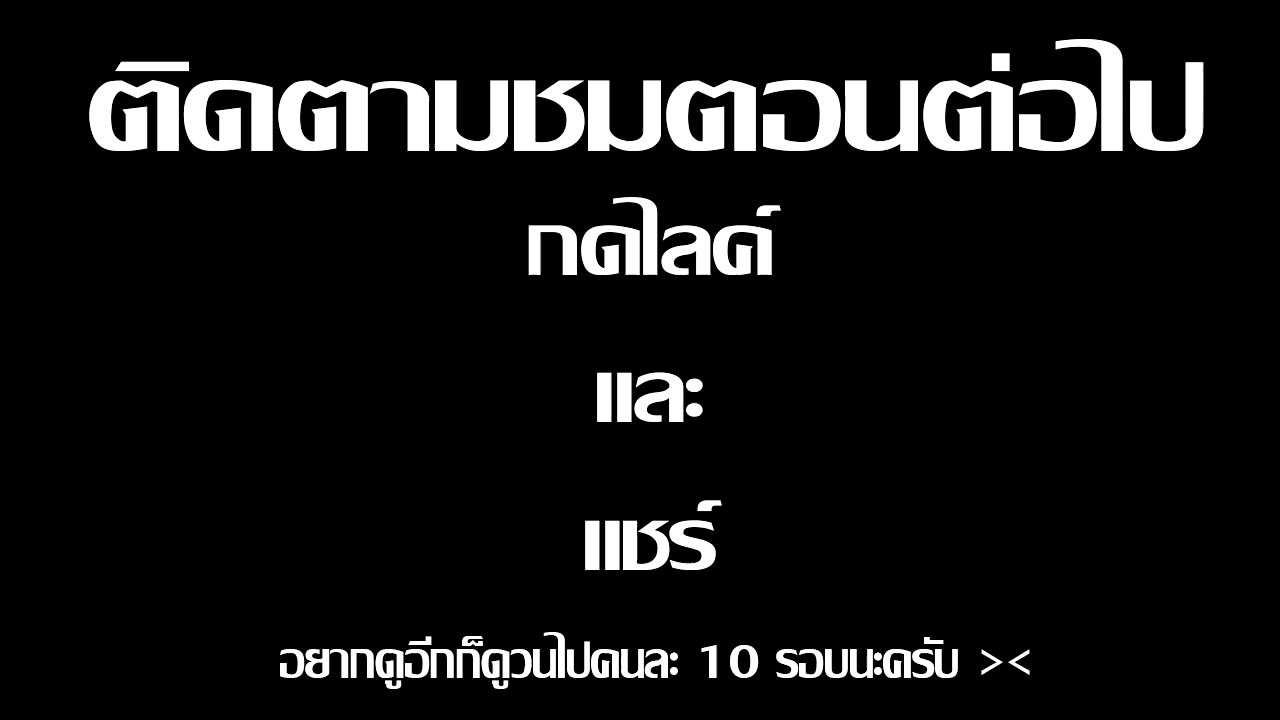 ติดตามชมตอนต่อไป
กดไลค์
และ
แชร์
อยากดูอีกก็ดูวนไปคนละ 10 รอบนะครับ ><